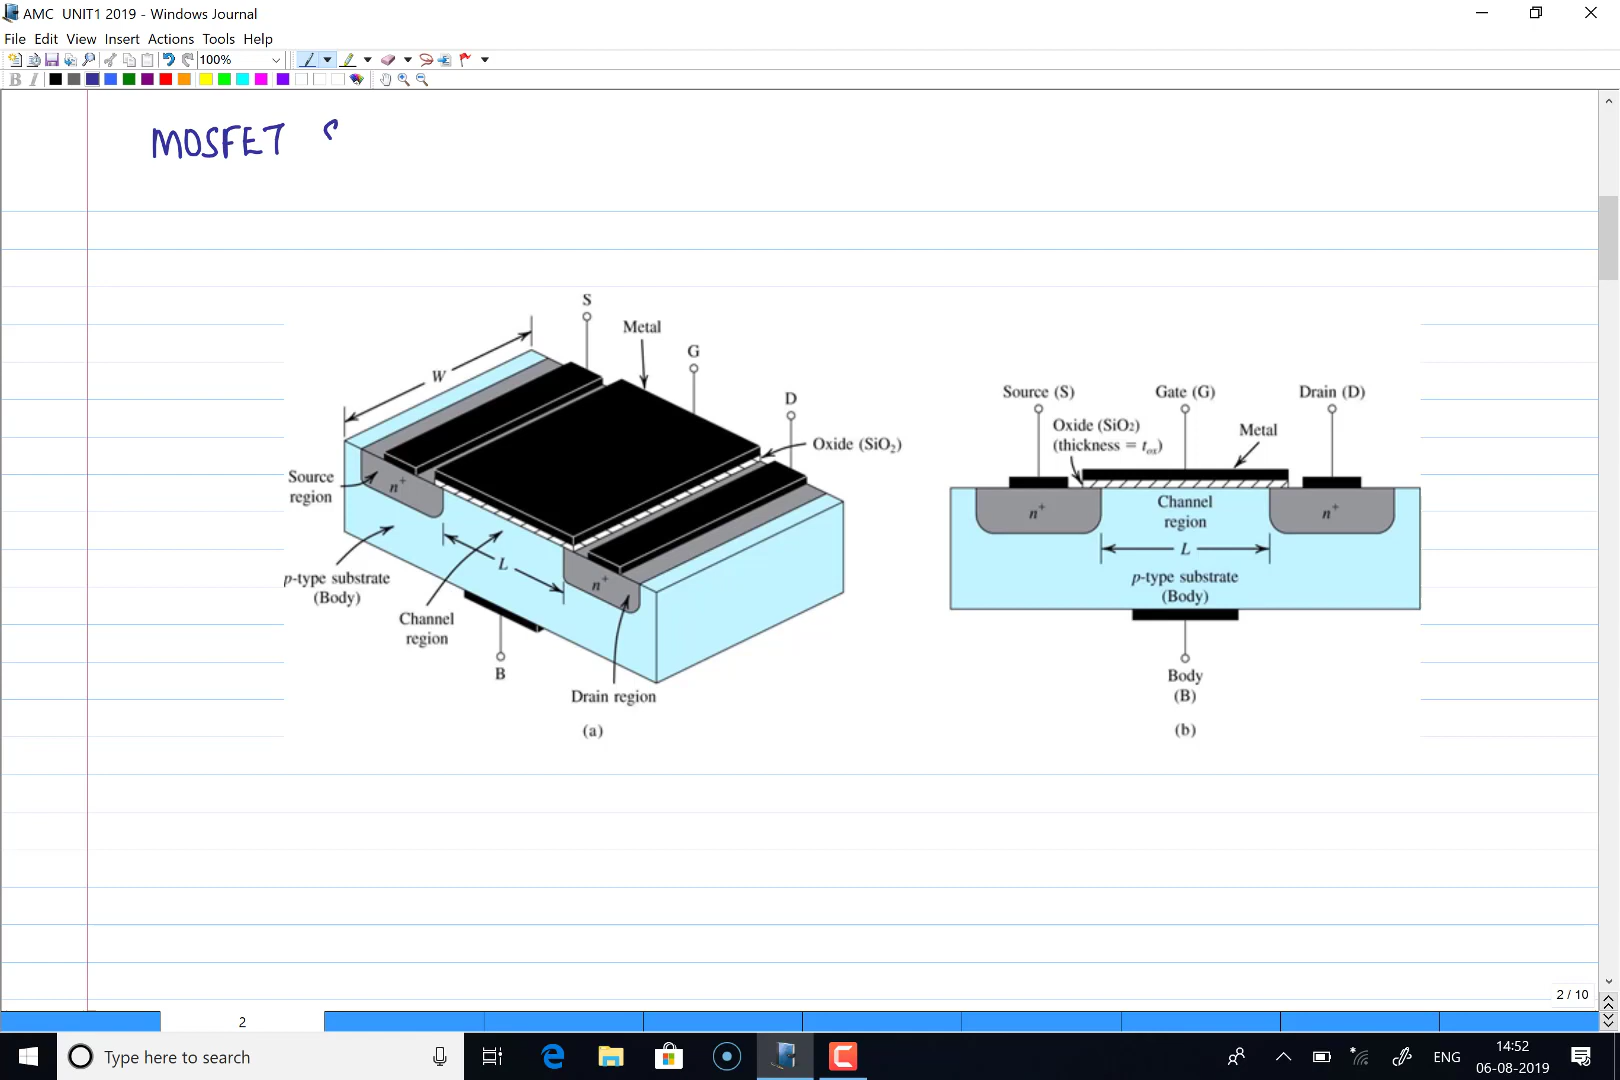 AMC UNIT1 2019 - Windows Journal
File Edit View Insert Actions Tools Help
100%
B I
MOSFET S
S
Metal
G
W
D
Oxide (SiO₂)
Source
region
n⁺
L
n⁺
p-type substrate
(Body)
Channel
region
B
Drain region
(a)
Source (S) Gate (G) Drain (D)
Oxide (SiO₂)
(thickness = tₒₓ)
Metal
n⁺
Channel
region
n⁺
L
p-type substrate
(Body)
Body
(B)
(b)
2 / 10
2
Type here to search
ENG
14:52
06-08-2019